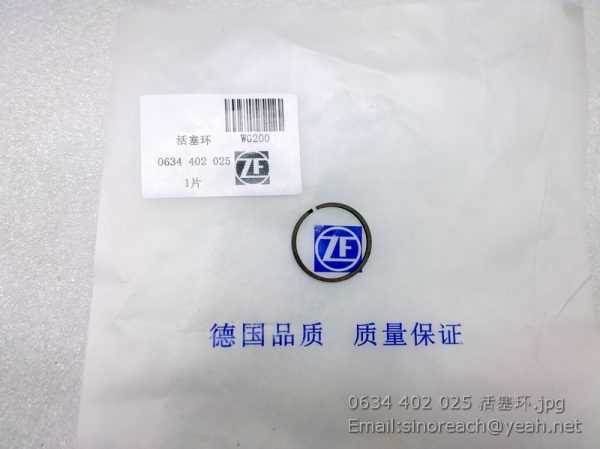 活塞环 WG200
0634 402 025
ZF
1片
ZF
德国品质 质量保证
0634 402 025 活塞环.jpg
Email:sinoreach@yeah.net